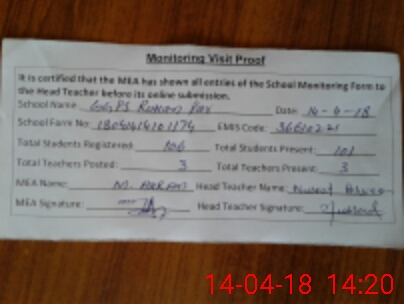 Monitoring Visit Proof
It is certified that the MEA has shown all entries of the School Monitoring Form to
the Head Teacher before its online submission.
School Name: GGPS Date: 14-4-18
School Farm No: EMIS Code:
Total Students Registered: 106 Total Students Present: 101
Total Teachers Posted: 3 Total Teachers Present: 3
MEA Name: M. AKRAM Head Teacher Name:
MEA Signature: Head Teacher Signature:
14-04-18 14:20